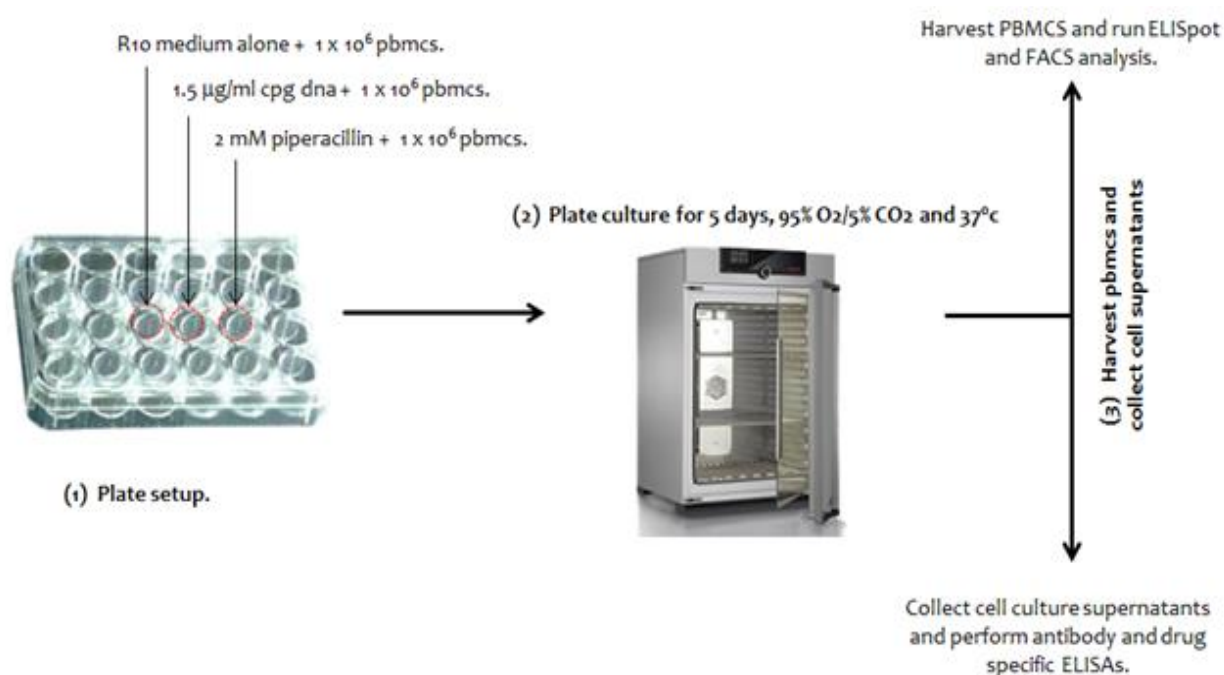 R10 medium alone + 1 x 10⁶ pbmcs.
1.5 µg/ml cpg dna + 1 x 10⁶ pbmcs.
2 mM piperacillin + 1 x 10⁶ pbmcs.
(1) Plate setup.
(2) Plate culture for 5 days, 95% O2/5% CO2 and 37⁰c
Harvest PBMCS and run ELISpot
and FACS analysis.
(3) Harvest pbmcs and
collect cell supernatants
Collect cell culture supernatants
and perform antibody and drug
specific ELISAs.